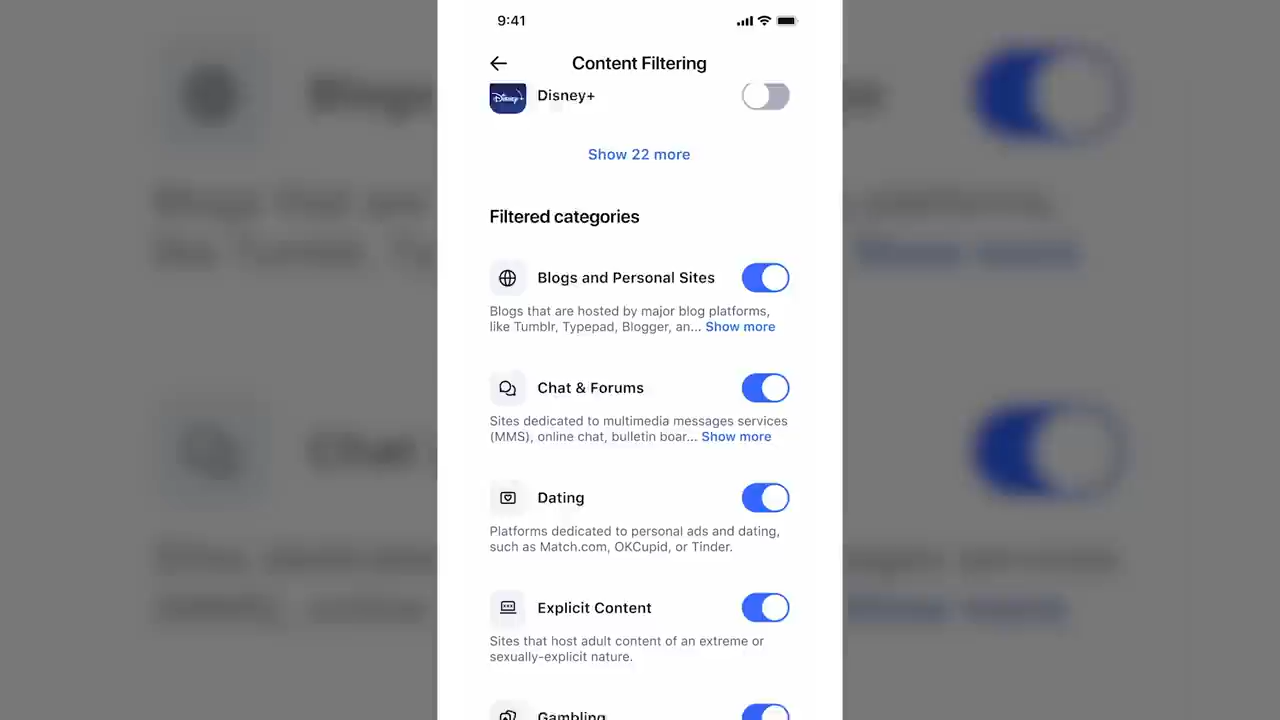 9:41
Content Filtering
Disney+
Disney+
Show 22 more
Filtered categories
Blogs and Personal Sites
Blogs that are hosted by major blog platforms,
like Tumblr, Typepad, Blogger, an... Show more
Chat & Forums
Sites dedicated to multimedia messages services
(MMS), online chat, bulletin boar... Show more
Dating
Platforms dedicated to personal ads and dating,
such as Match.com, OKCupid, or Tinder.
Explicit Content
Sites that host adult content of an extreme or
sexually-explicit nature.
Gambling